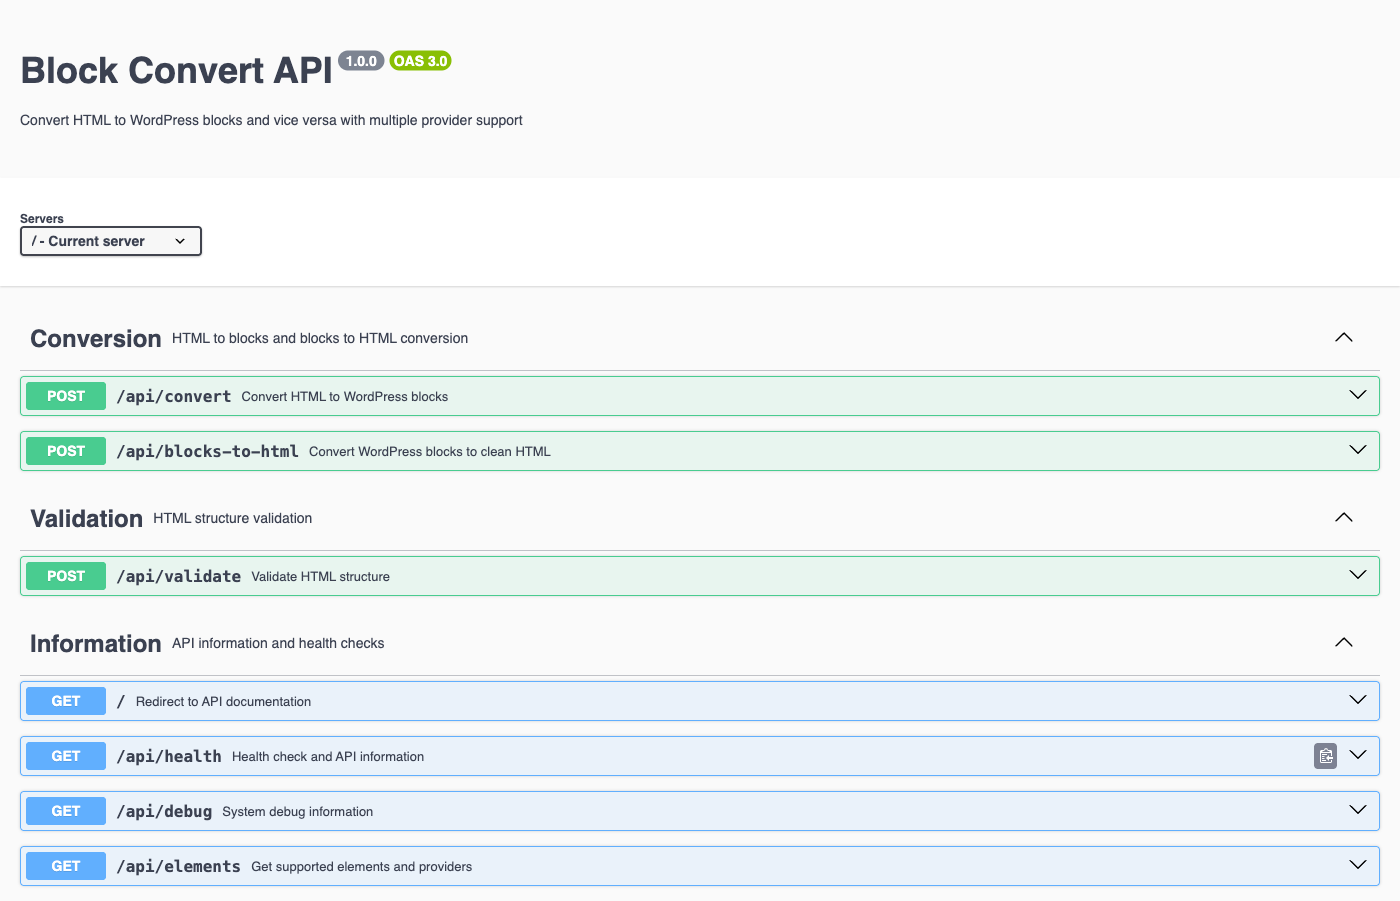 Block Convert API 1.0.0 OAS 3.0
Convert HTML to WordPress blocks and vice versa with multiple provider support
Servers
/ - Current server
Conversion HTML to blocks and blocks to HTML conversion
POST /api/convert Convert HTML to WordPress blocks
POST /api/blocks-to-html Convert WordPress blocks to clean HTML
Validation HTML structure validation
POST /api/validate Validate HTML structure
Information API information and health checks
GET / Redirect to API documentation
GET /api/health Health check and API information
GET /api/debug System debug information
GET /api/elements Get supported elements and providers